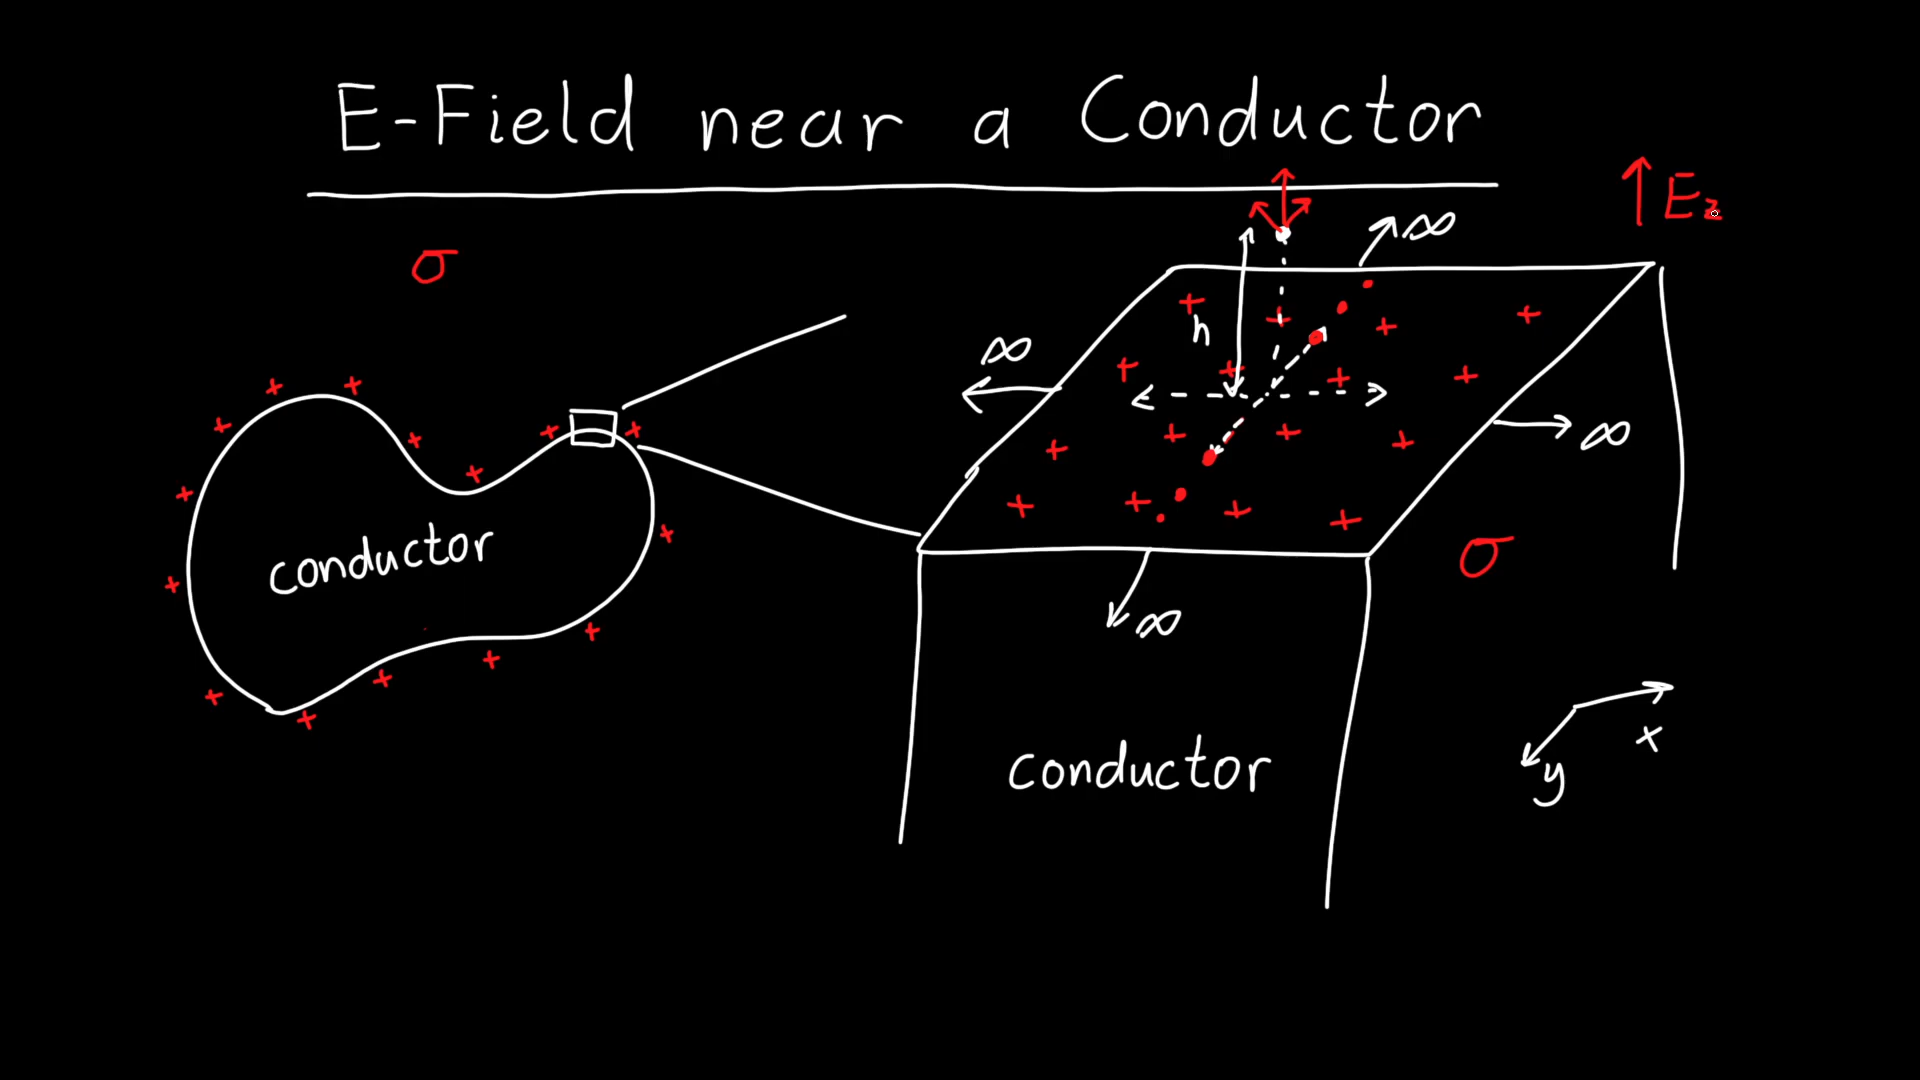 E-Field near a Conductor
E₂
∞
σ
h
∞
∞
conductor
σ
∞
conductor
x
y